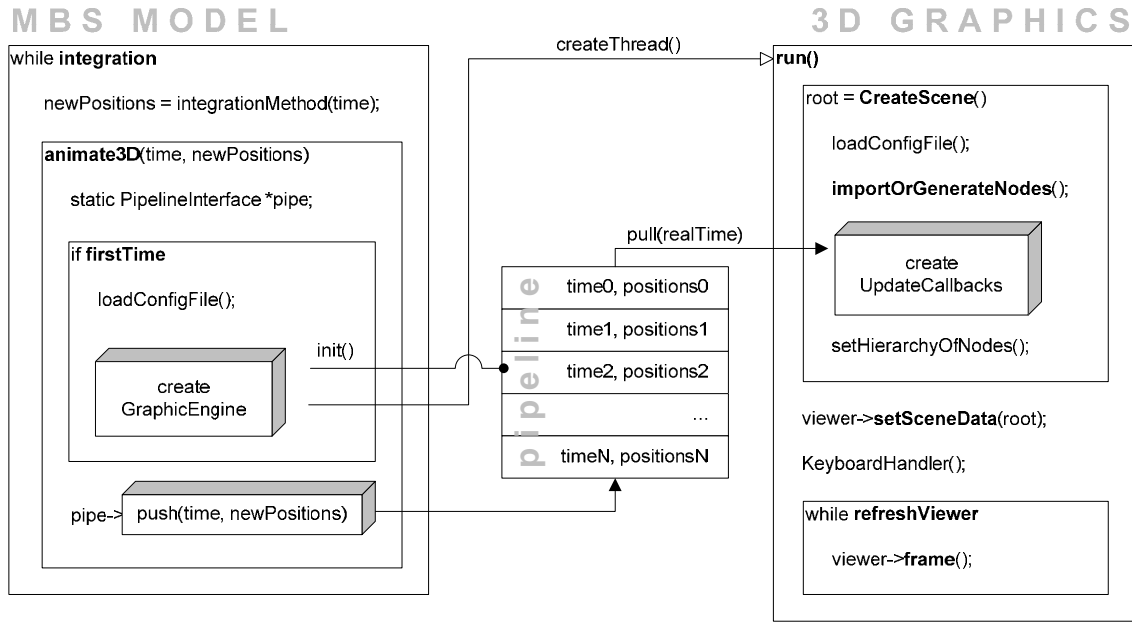 MBS MODEL
while integration
newPositions = integrationMethod(time);
animate3D(time, newPositions)
static PipelineInterface *pipe;
if firstTime
loadConfigFile();
create
GraphicEngine
init()
pipe->
push(time, newPositions)
createThread()
pull(realTime)
pipeline
time0, positions0
time1, positions1
time2, positions2
...
timeN, positionsN
3D GRAPHICS
run()
root = CreateScene()
loadConfigFile();
importOrGenerateNodes();
create
UpdateCallbacks
setHierarchyOfNodes();
viewer->setSceneData(root);
KeyboardHandler();
while refreshViewer
viewer->frame();